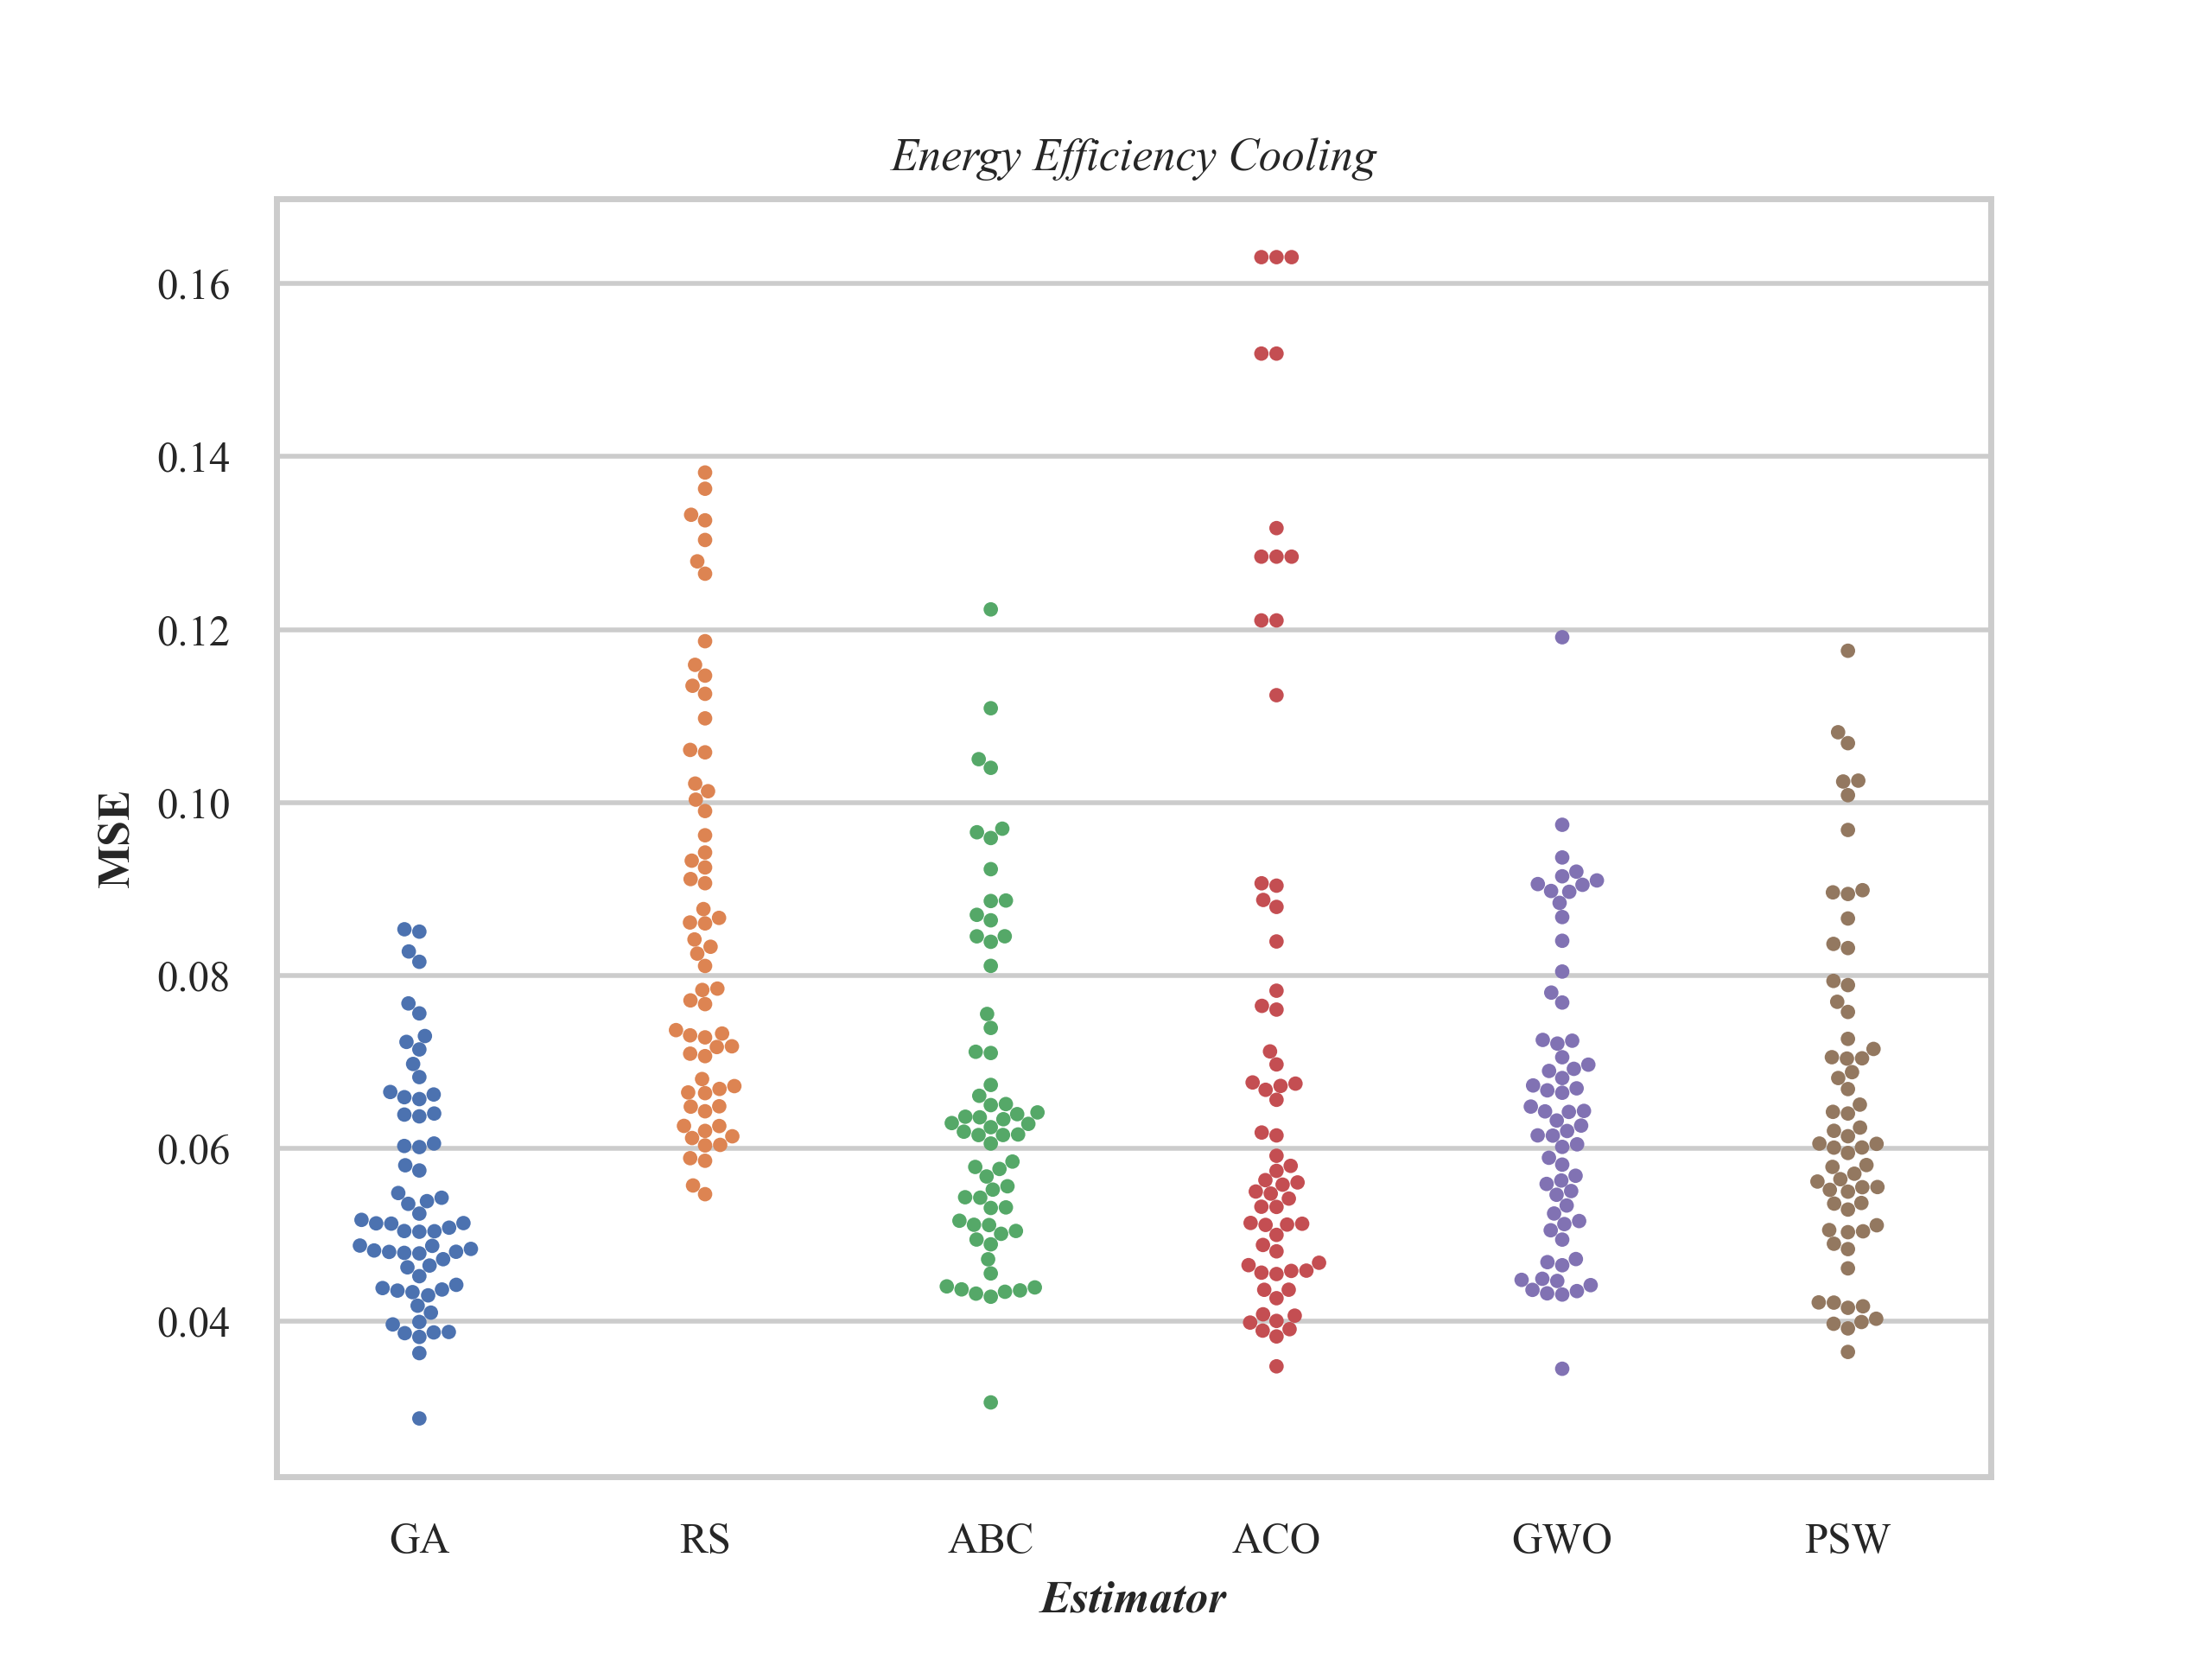 Energy Efficiency Cooling
0.16
0.14
0.12
0.10
0.08
0.06
0.04
MSE
GA RS ABC ACO GWO PSW
Estimator